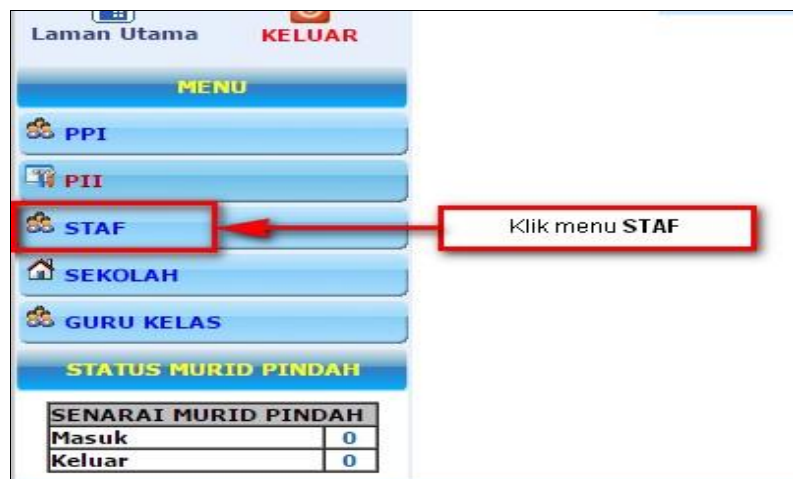 Laman Utama KELUAR
MENU
PPI
PII
STAF
Klik menu STAF
SEKOLAH
GURU KELAS
STATUS MURID PINDAH
SENARAI MURID PINDAH
Masuk 0
Keluar 0